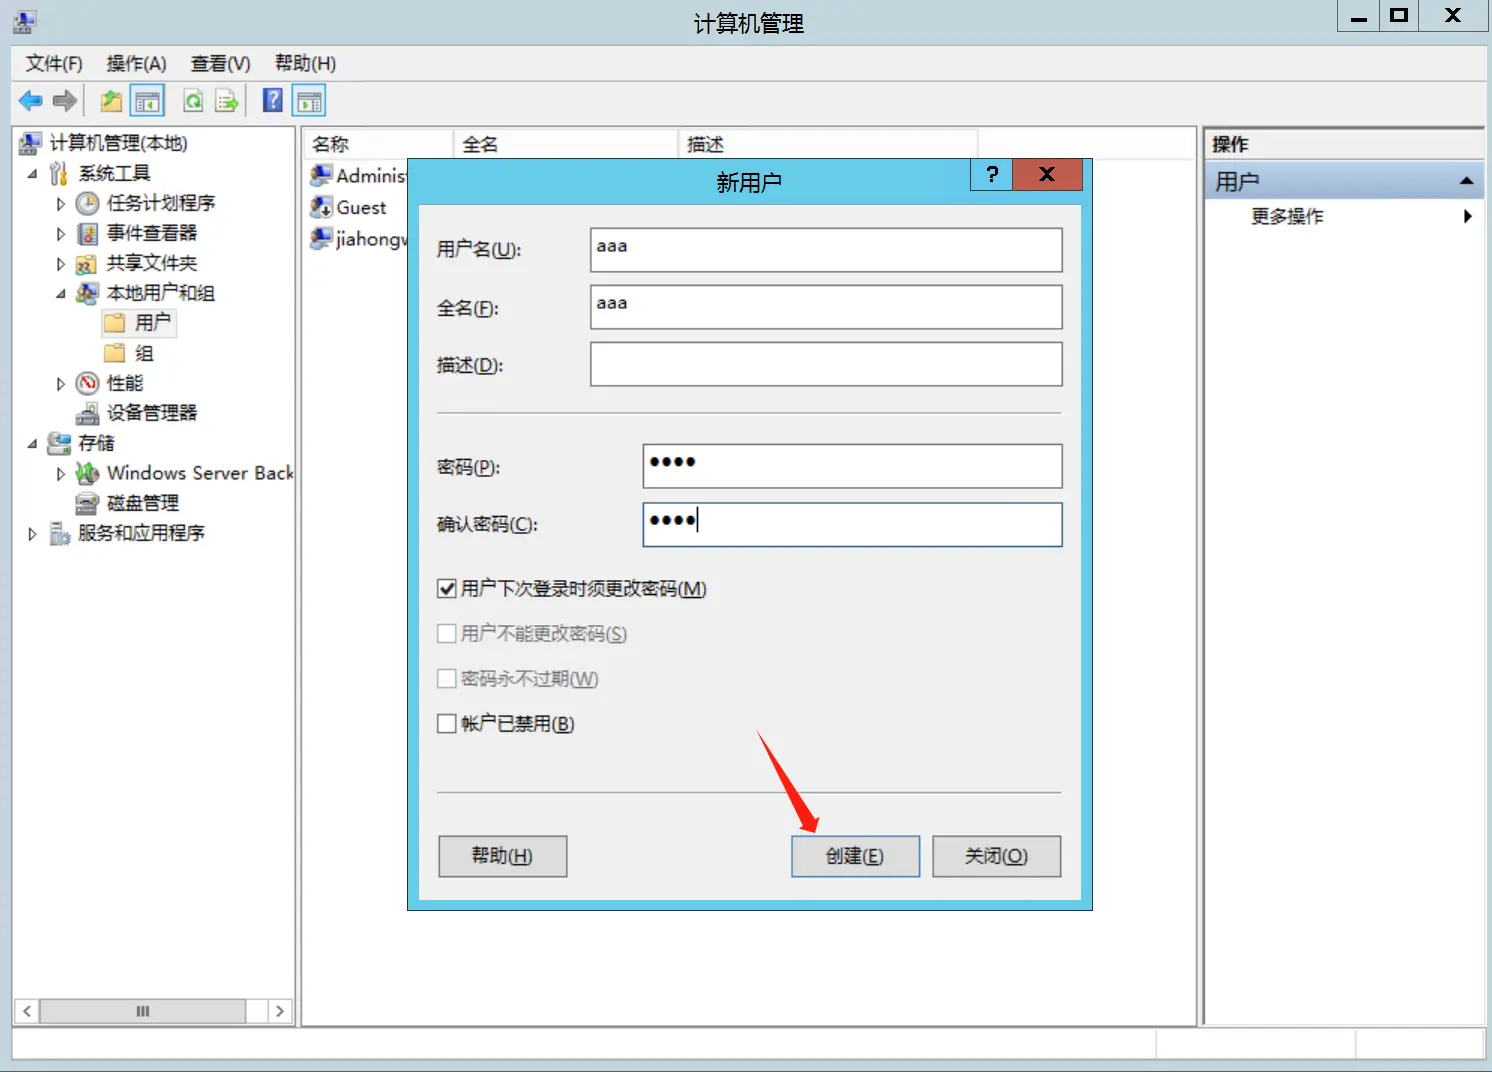 计算机管理
文件(F) 操作(A) 查看(V) 帮助(H)
计算机管理(本地)
系统工具
任务计划程序
事件查看器
共享文件夹
本地用户和组
用户
组
性能
设备管理器
存储
Windows Server Back
磁盘管理
服务和应用程序
名称 全名 描述
Adminis
Guest
jiahongw
新用户
用户名(U): aaa
全名(F): aaa
描述(D):
密码(P): ●●●●
确认密码(C): ●●●●
用户下次登录时须更改密码(M)
用户不能更改密码(S)
密码永不过期(W)
帐户已禁用(B)
帮助(H) 创建(E) 关闭(O)
操作
用户
更多操作